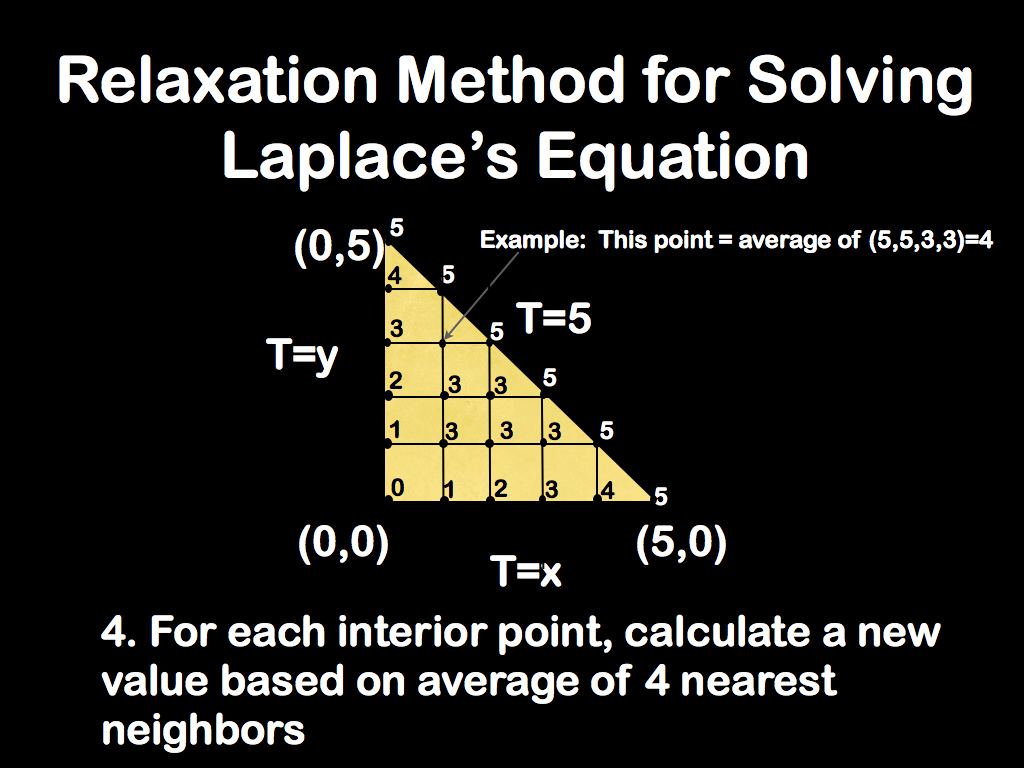 Relaxation Method for Solving
Laplace’s Equation
5
(0,5)
Example: This point = average of (5,5,3,3)=4
4 5
T=5
3 5
T=y
2 3 3 5
1 3 3 3 5
0 1 2 3 4 5
(0,0) (5,0)
T=x
4. For each interior point, calculate a new
value based on average of 4 nearest
neighbors